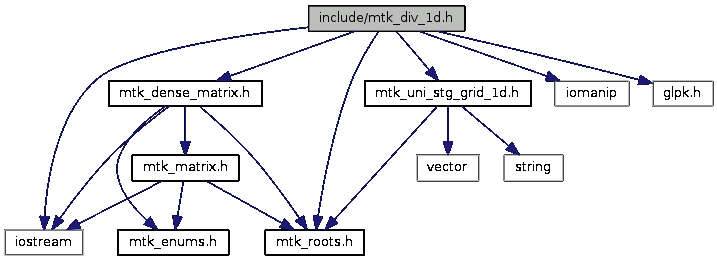 include/mtk_div_1d.h
mtk_dense_matrix.h
mtk_uni_stg_grid_1d.h
iomanip
glpk.h
mtk_matrix.h
vector
string
iostream
mtk_enums.h
mtk_roots.h